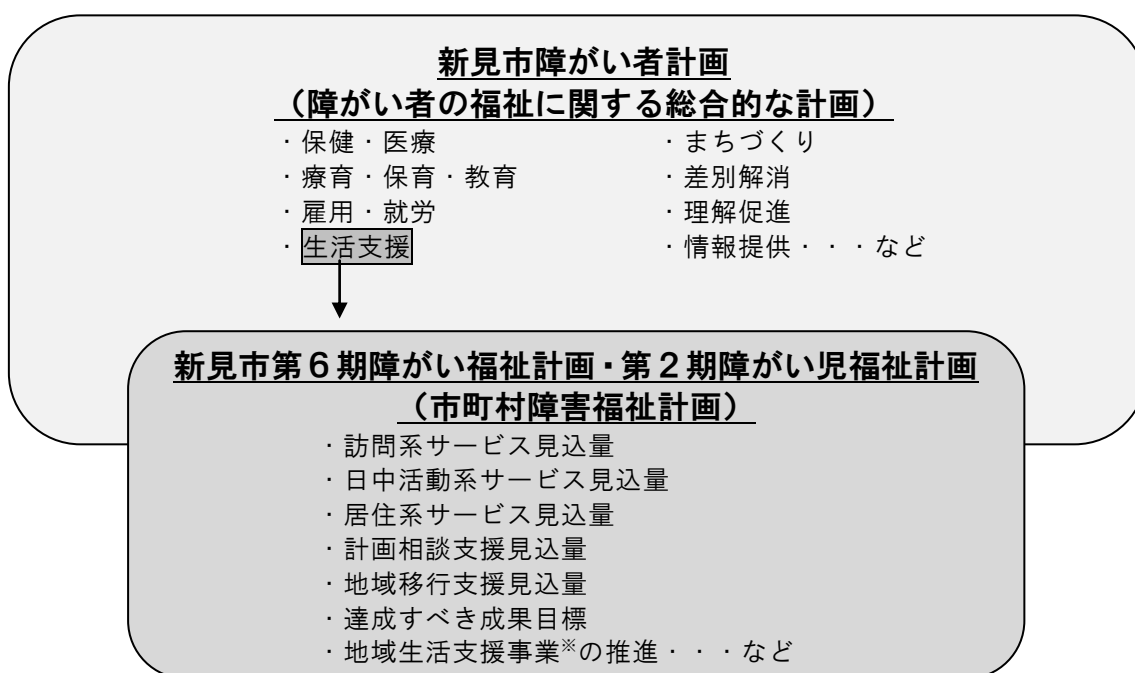 新見市障がい者計画
（障がい者の福祉に関する総合的な計画）
・保健・医療
・療育・保育・教育
・雇用・就労
・生活支援
・まちづくり
・差別解消
・理解促進
・情報提供・・・など
新見市第６期障がい福祉計画・第２期障がい児福祉計画
（市町村障害福祉計画）
・訪問系サービス見込量
・日中活動系サービス見込量
・居住系サービス見込量
・計画相談支援見込量
・地域移行支援見込量
・達成すべき成果目標
・地域生活支援事業※の推進・・・など